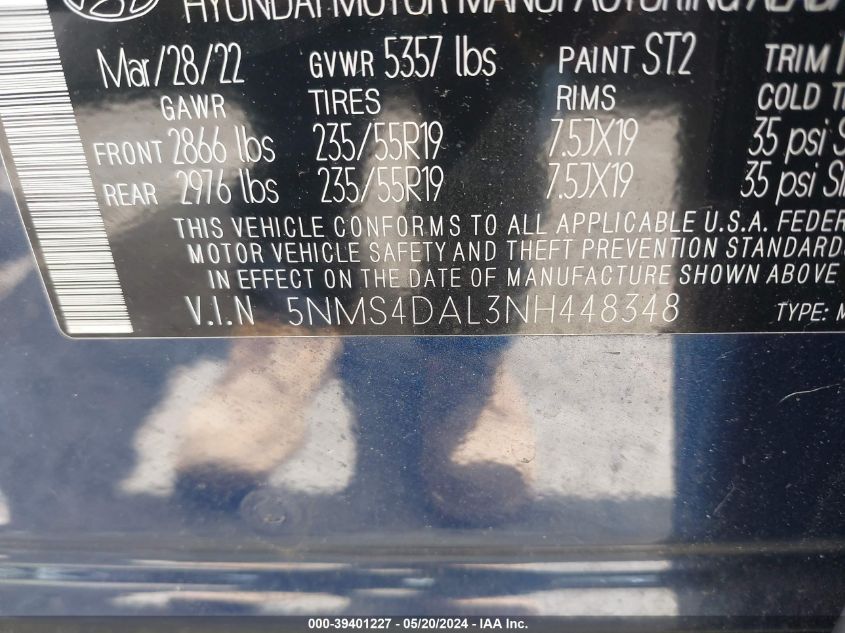 HYUNDAI MOTOR MANUFACTURING
Mar/28/22 GVWR 5357 lbs PAINT ST2 TRIM
GAWR TIRES RIMS COLD
FRONT 2866 lbs 235/55R19 7.5JX19 35 psi
REAR 2976 lbs 235/55R19 7.5JX19 35 psi
THIS VEHICLE CONFORMS TO ALL APPLICABLE U.S.A. FEDER
MOTOR VEHICLE SAFETY AND THEFT PREVENTION STANDARDS
IN EFFECT ON THE DATE OF MANUFACTURE SHOWN ABOVE
V.I.N 5NMS4DAL3NH448348 TYPE:
000-39401227 - 05/20/2024 - IAA Inc.